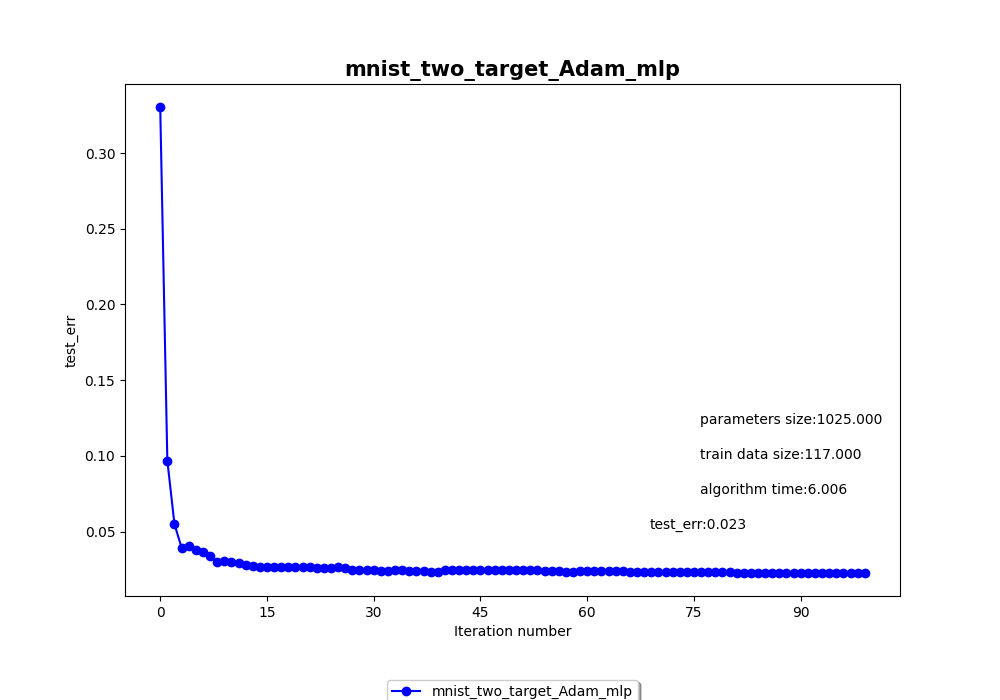 mnist_two_target_Adam_mlp
0.30
0.25
0.20
0.15
0.10
0.05
test_err
parameters size:1025.000
train data size:117.000
algorithm time:6.006
test_err:0.023
0 15 30 45 60 75 90
Iteration number
mnist_two_target_Adam_mlp